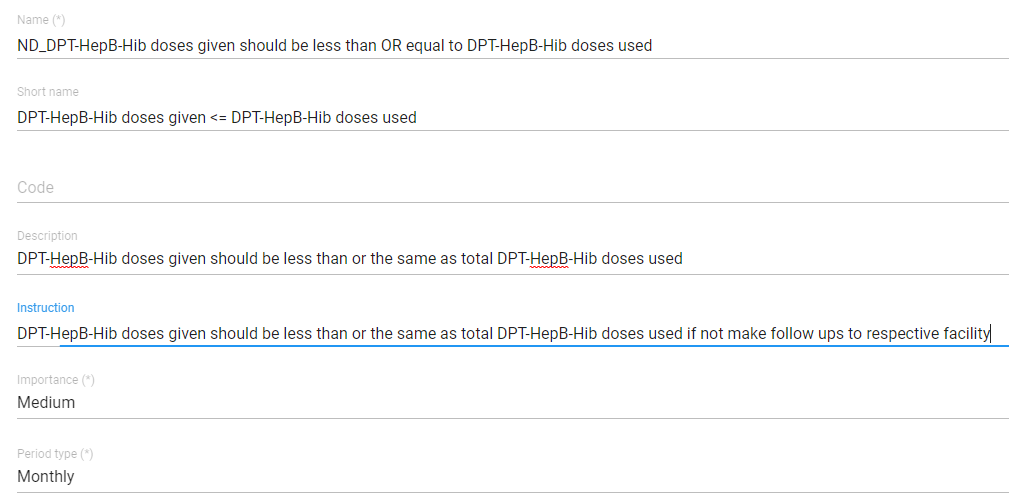 Name (*)
ND_DPT-HepB-Hib doses given should be less than OR equal to DPT-HepB-Hib doses used
Short name
DPT-HepB-Hib doses given <= DPT-HepB-Hib doses used
Code
Description
DPT-HepB-Hib doses given should be less than or the same as total DPT-HepB-Hib doses used
Instruction
DPT-HepB-Hib doses given should be less than or the same as total DPT-HepB-Hib doses used if not make follow ups to respective facility
Importance (*)
Medium
Period type (*)
Monthly